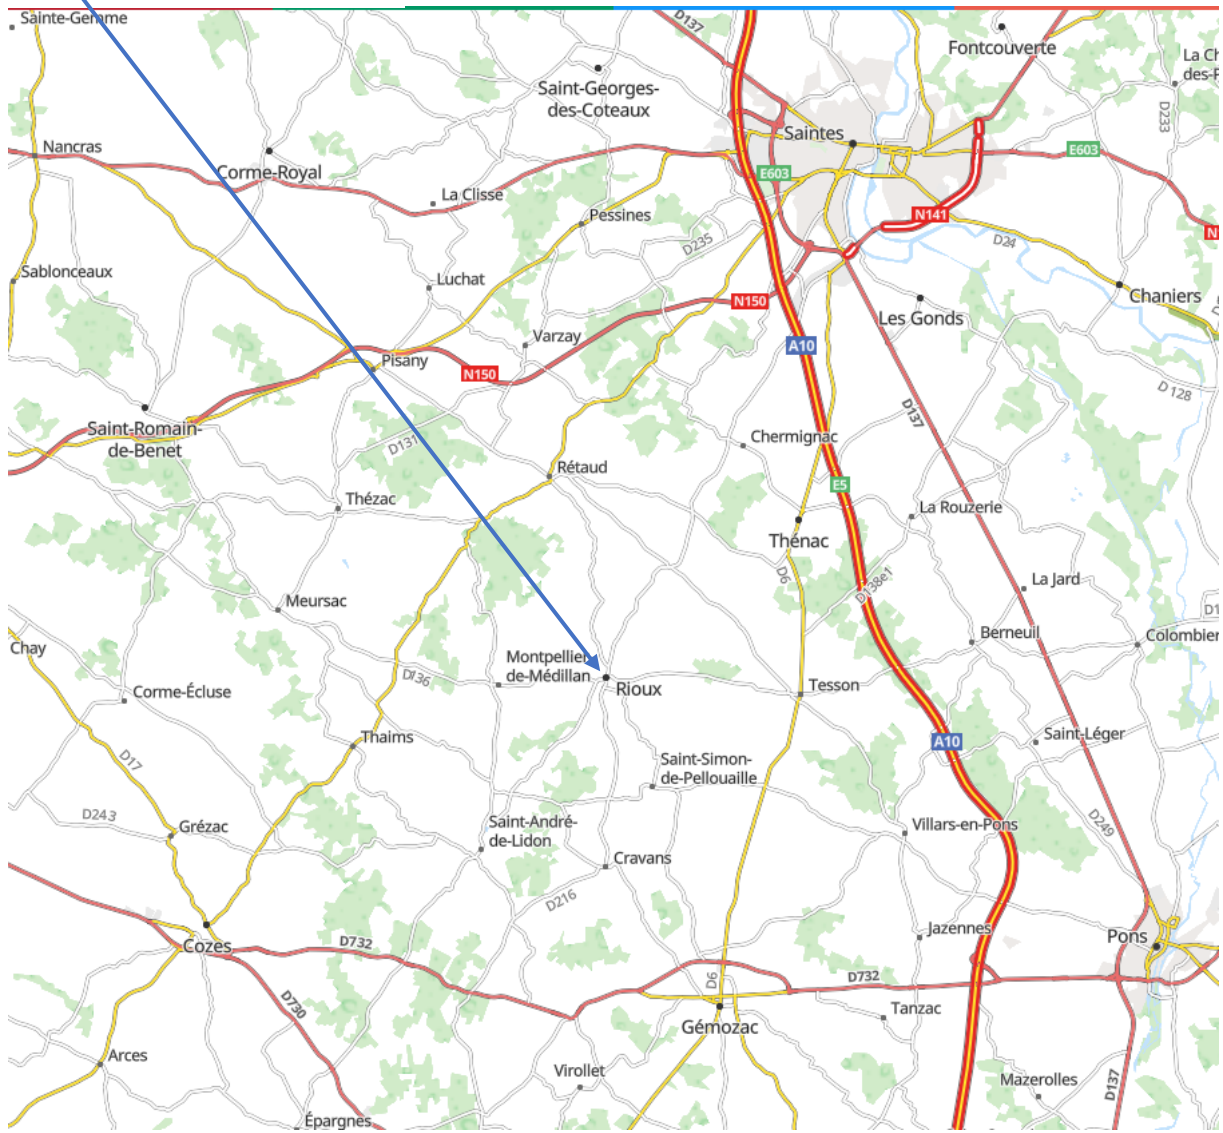 Sainte-Gemme
D137
Fontcouverte
Saint-Georges-
des-Coteaux
Saintes
D233
Nancras
Corme-Royal
E603
E603
La Clisse
N141
Pessines
D235
D24
Sablonceaux
Luchat
Chaniers
N150
Les Gonds
Varzay
A10
Pisany
N150
D 128
Saint-Romain-
de-Benet
D131
D137
Chermignac
Rétaud
E5
Thézac
La Rouzerie
Thénac
D6
D138e1
La Jard
Meursac
Berneuil
Colombier
Chay
Montpellier
de-Médillan
D136
Rioux
Corme-Écluse
Tesson
Thaims
A10
Saint-Léger
D17
Saint-Simon-
de-Pellouaille
D243
Grézac
Saint-André-
de-Lidon
Villars-en-Pons
D249
Cravans
D216
Cozes
D732
Jazennes
Pons
D6
D732
D730
Gémozac
Tanzac
Arces
Virollet
Mazerolles
D137
Épargnes